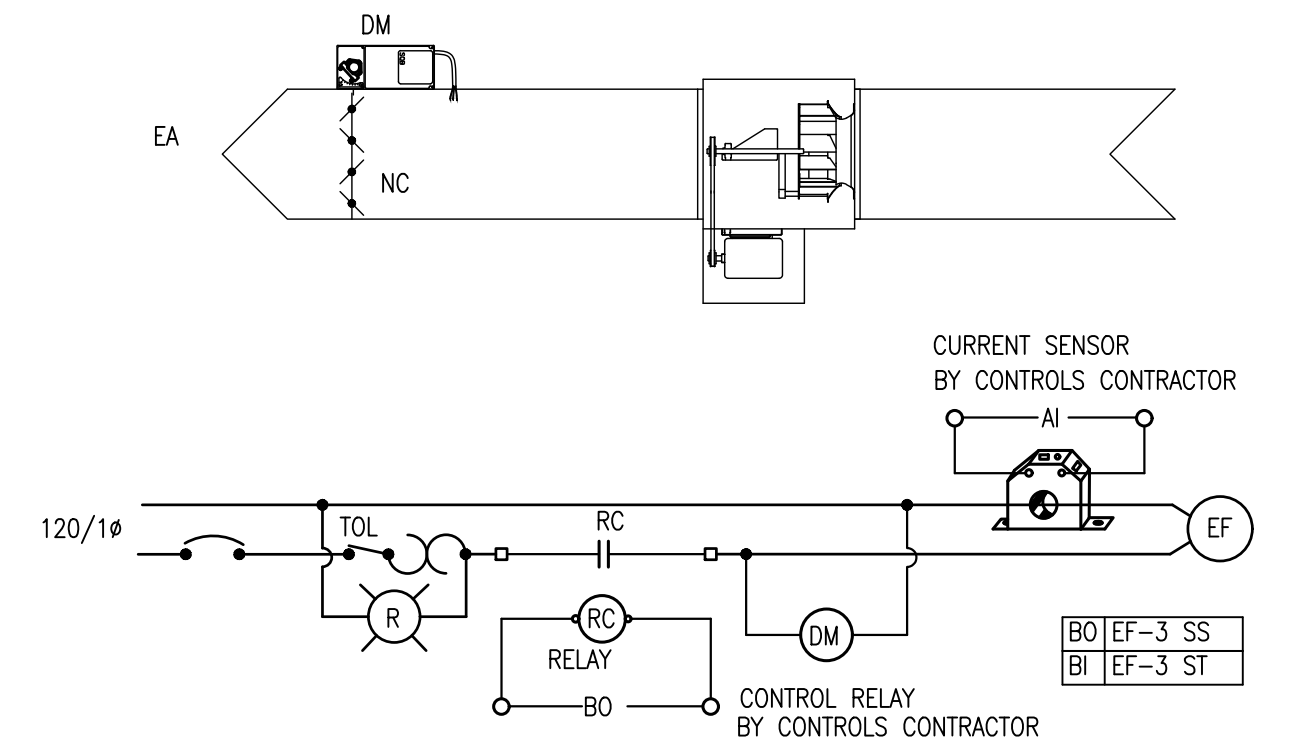 DM
EA
NC
CURRENT SENSOR
BY CONTROLS CONTRACTOR
AI
120/1ø
TOL
RC
EF
R
RC
RELAY
DM
BO
CONTROL RELAY
BY CONTROLS CONTRACTOR
BO EF-3 SS
BI EF-3 ST